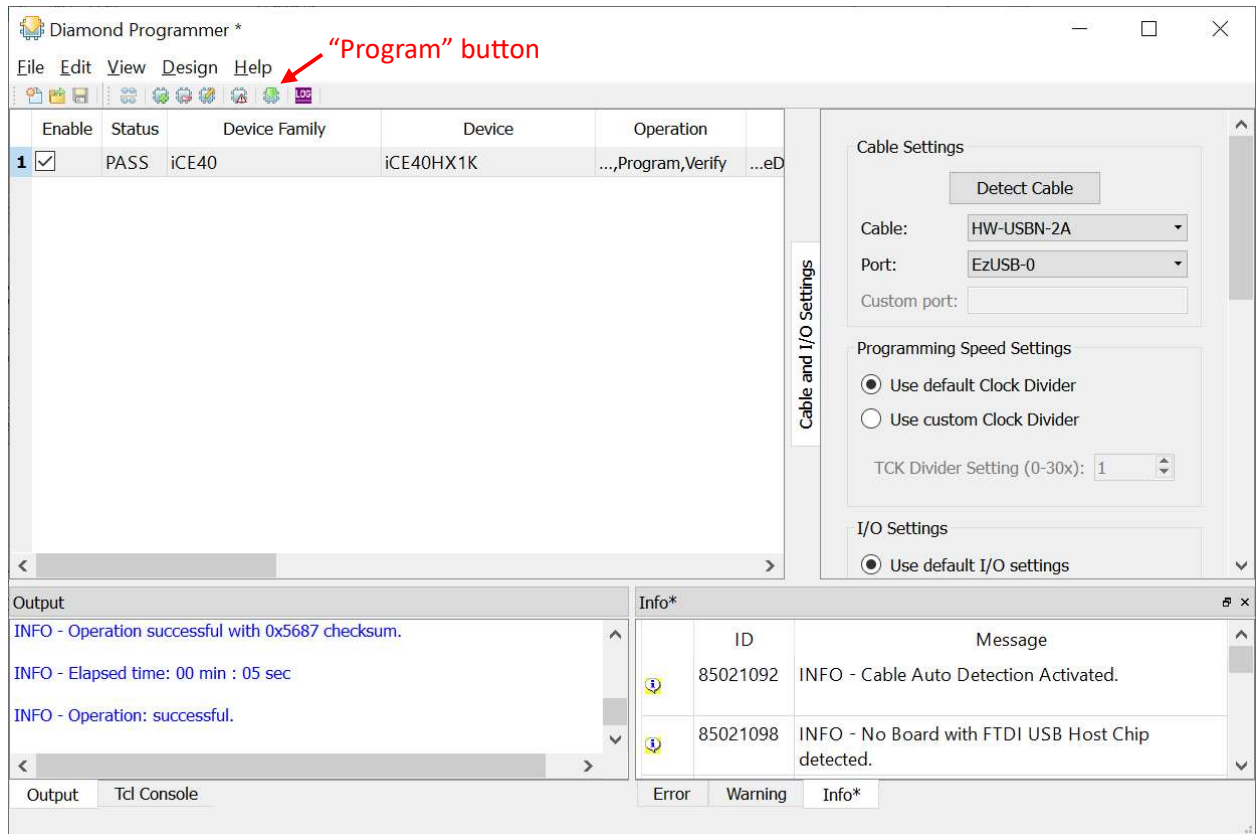 Diamond Programmer *
“Program” button
File Edit View Design Help
LOG
Enable Status Device Family Device Operation
1 PASS iCE40 iCE40HX1K ...,Program,Verify ...eD
Cable Settings
Detect Cable
Cable: HW-USBN-2A
Port: EzUSB-0
Custom port:
Cable and I/O Settings
Programming Speed Settings
Use default Clock Divider
Use custom Clock Divider
TCK Divider Setting (0-30x): 1
I/O Settings
Use default I/O settings
Output
INFO - Operation successful with 0x5687 checksum.
INFO - Elapsed time: 00 min : 05 sec
INFO - Operation: successful.
Output Tcl Console
Info*
ID Message
85021092 INFO - Cable Auto Detection Activated.
85021098 INFO - No Board with FTDI USB Host Chip
detected.
Error Warning Info*